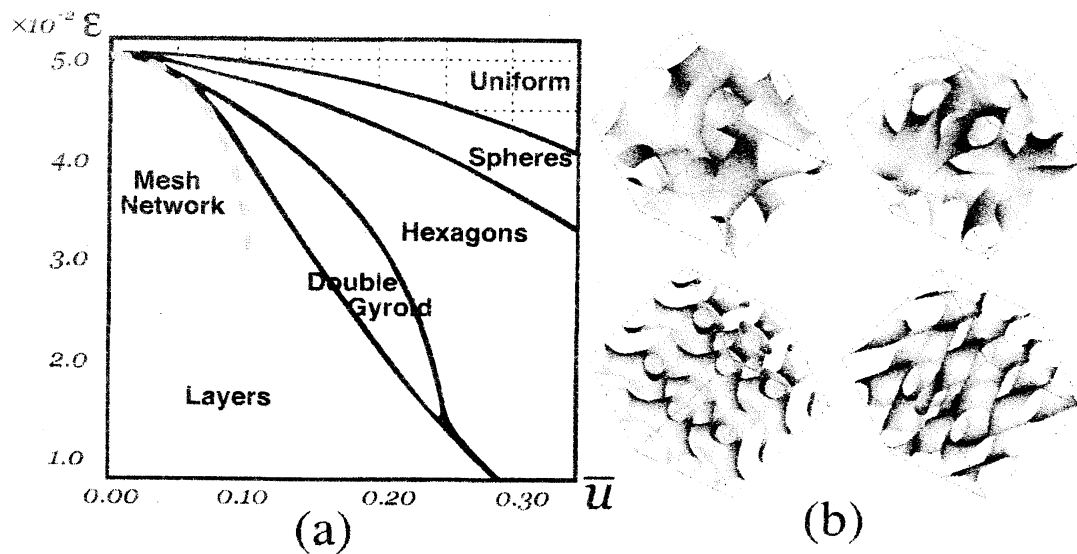 ×10⁻² ε
5.0
Uniform
4.0
Spheres
Mesh
Network
Hexagons
3.0
Double
Gyroid
2.0
Layers
1.0
0.00 0.10 0.20 0.30 u̅
(a)
(b)